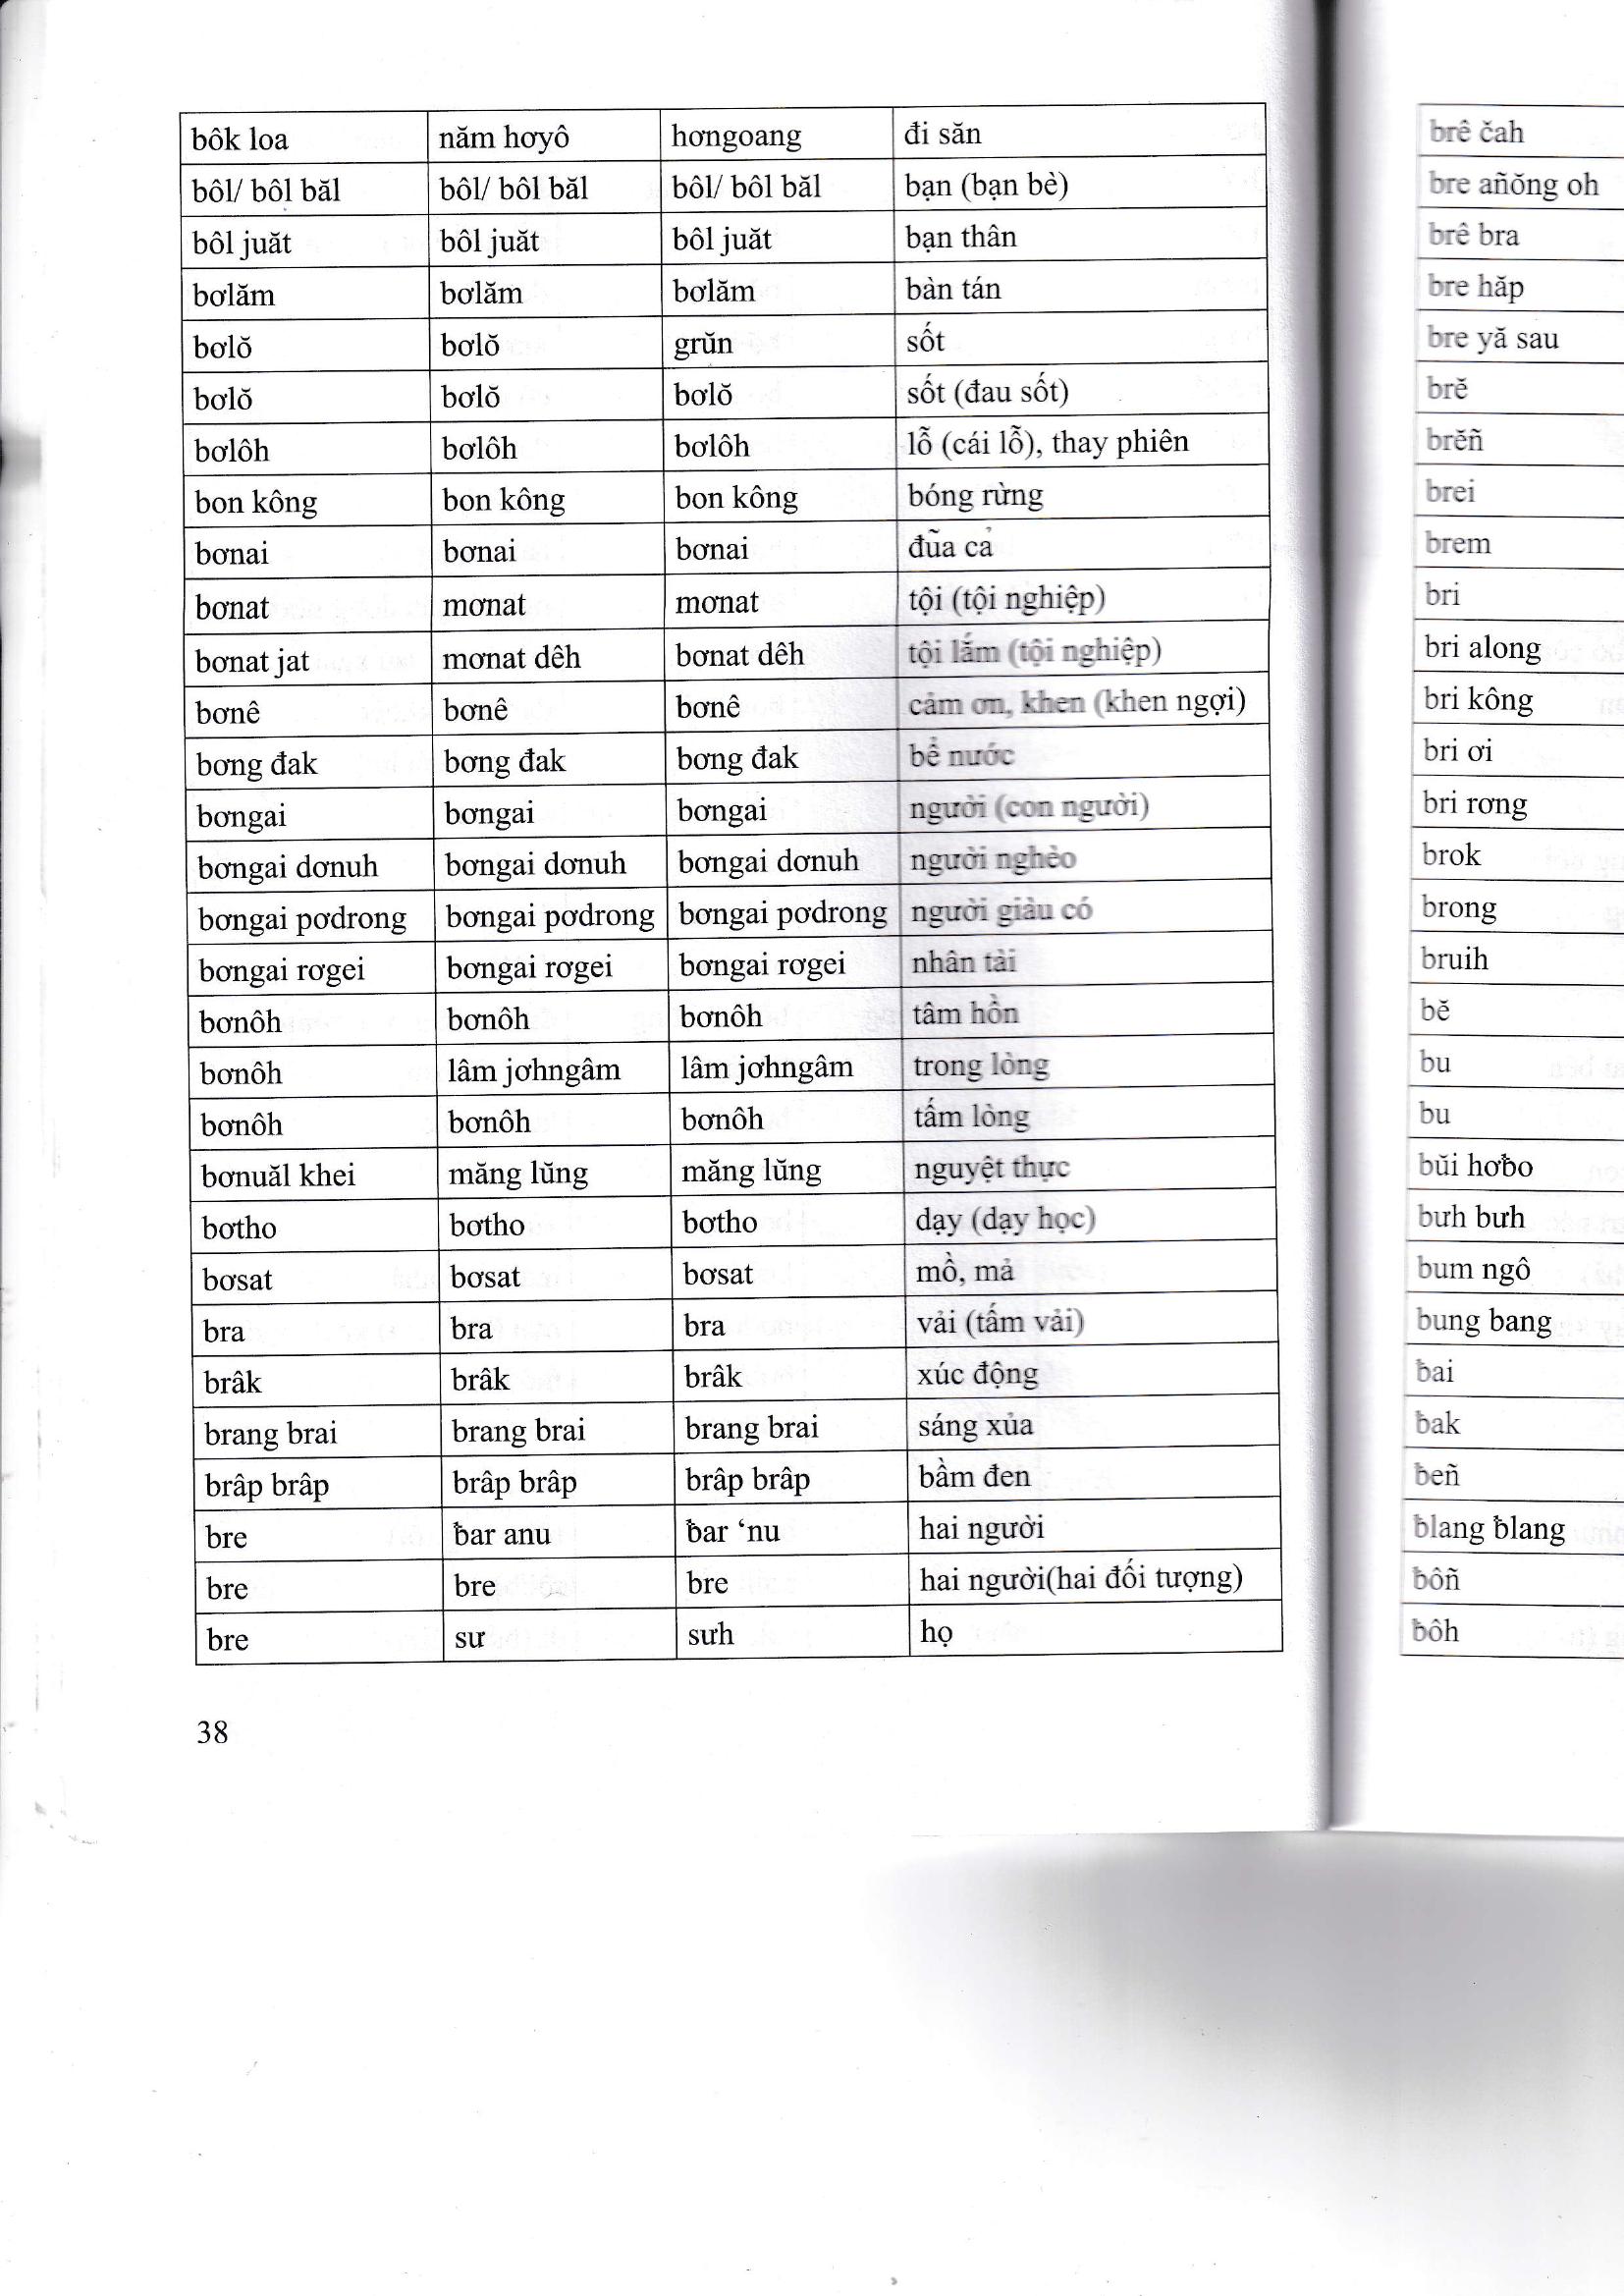 bôk loa năm hơyô hơngoang đi săn
bôl/ bôl băl bôl/ bôl băl bôl/ bôl băl bạn (bạn bè)
bôl juăt bôl juăt bôl juăt bạn thân
bơlăm bơlăm bơlăm bàn tán
bơlŏ bơlŏ grŭn sốt
bơlŏ bơlŏ bơlŏ sốt (đau sốt)
bơlôh bơlôh bơlôh lỗ (cái lỗ), thay phiên
bon kông bon kông bon kông bóng rừng
bơnai bơnai bơnai đũa cả
bơnat mơnat mơnat tội (tội nghiệp)
bơnat jat mơnat dêh bơnat dêh tội lắm (tội nghiệp)
bơnê bơnê bơnê cảm ơn, khen (khen ngợi)
bơng đak bơng đak bơng đak bể nước
bơngai bơngai bơngai người (con người)
bơngai dơnuh bơngai dơnuh bơngai dơnuh người nghèo
bơngai pơdrong bơngai pơdrong bơngai pơdrong người giàu có
bơngai rơgei bơngai rơgei bơngai rơgei nhân tài
bơnôh bơnôh bơnôh tâm hồn
bơnôh lâm jơhngâm lâm jơhngâm trong lòng
bơnôh bơnôh bơnôh tấm lòng
bơnuăl khei măng lŭng măng lŭng nguyệt thực
bơtho bơtho bơtho dạy (dạy học)
bơsat bơsat bơsat mồ, mả
bra bra bra vải (tấm vải)
brâk brâk brâk xúc động
brang brai brang brai brang brai sáng xủa
brâp brâp brâp brâp brâp brâp bầm đen
bre ƀar anu ƀar ‘nu hai người
bre bre bre hai người(hai đối tượng)
bre sư sưh họ
38
brê čah
bre añŏng oh
brê bra
bre hăp
bre yă sau
brĕ
brĕñ
brei
brem
bri
bri along
bri kông
bri ơi
bri rơng
brok
brong
bruih
bĕ
bu
bu
bŭi hơƀo
bưh bưh
bum ngô
bung bang
ƀai
ƀak
ƀeñ
ƀlang ƀlang
ƀôñ
ƀôh